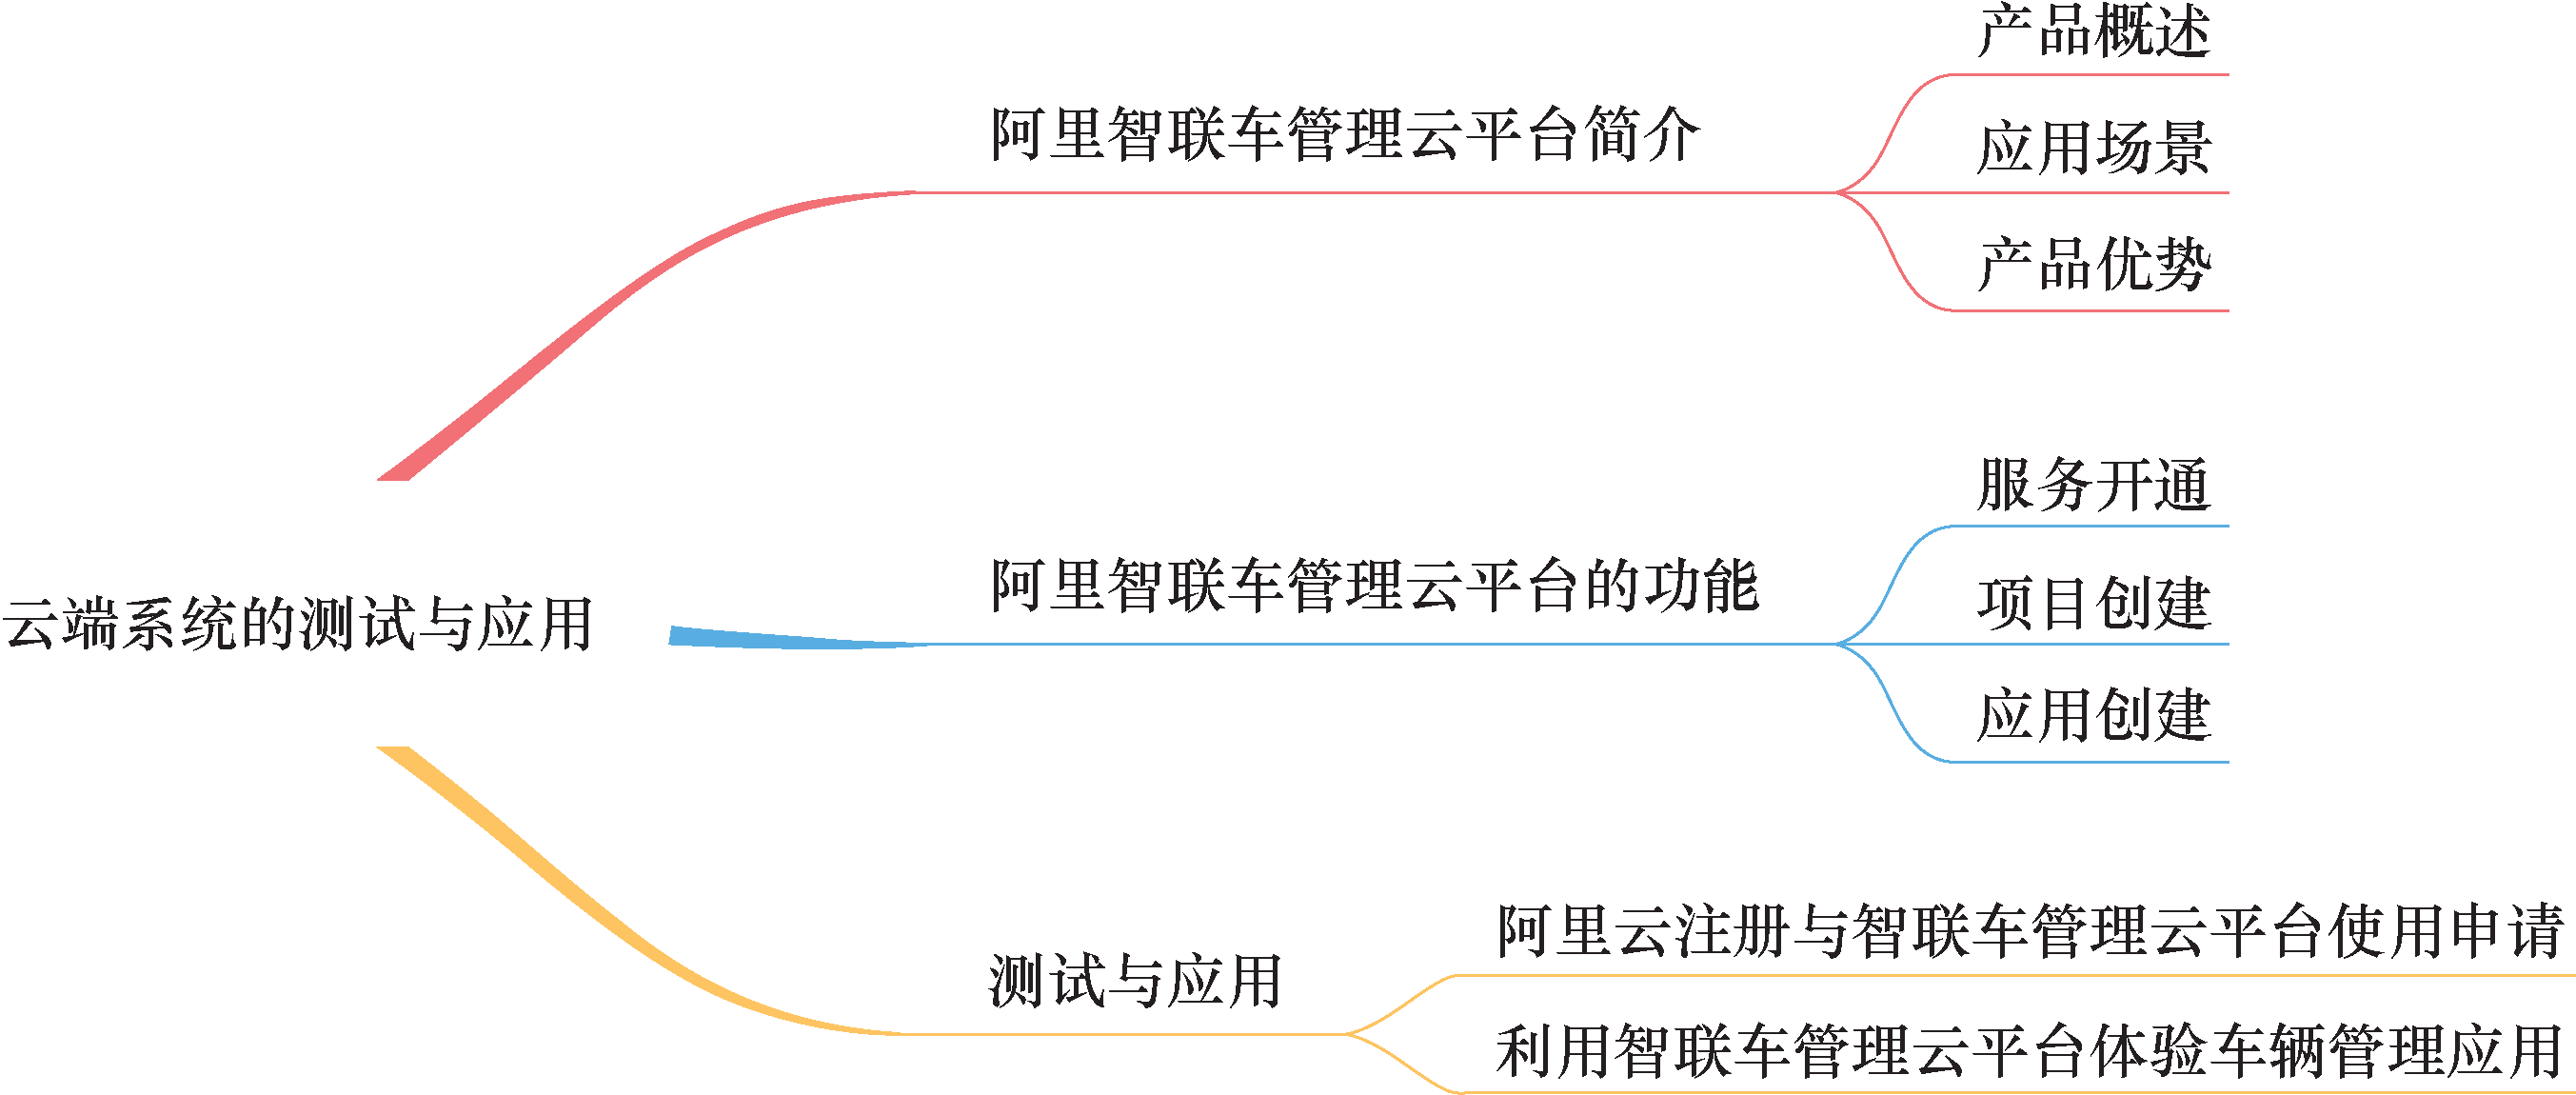 云端系统的测试与应用
阿里智联车管理云平台简介
产品概述
应用场景
产品优势
阿里智联车管理云平台的功能
服务开通
项目创建
应用创建
测试与应用
阿里云注册与智联车管理云平台使用申请
利用智联车管理云平台体验车辆管理应用